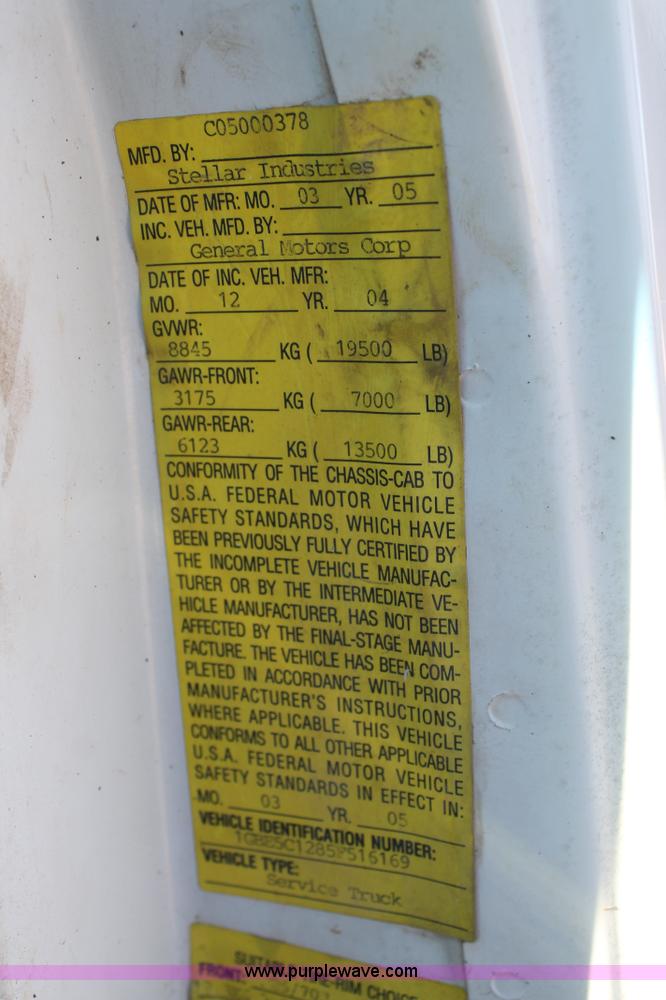 C05000378
MFD. BY:
Stellar Industries
DATE OF MFR: MO. 03 YR. 05
INC. VEH. MFD. BY:
General Motors Corp
DATE OF INC. VEH. MFR:
MO. 12 YR. 04
GVWR:
8845 KG ( 19500 LB)
GAWR-FRONT:
3175 KG ( 7000 LB)
GAWR-REAR:
6123 KG ( 13500 LB)
CONFORMITY OF THE CHASSIS-CAB TO
U.S.A. FEDERAL MOTOR VEHICLE
SAFETY STANDARDS, WHICH HAVE
BEEN PREVIOUSLY FULLY CERTIFIED BY
THE INCOMPLETE VEHICLE MANUFAC-
TURER OR BY THE INTERMEDIATE VE-
HICLE MANUFACTURER, HAS NOT BEEN
AFFECTED BY THE FINAL-STAGE MANU-
FACTURE. THE VEHICLE HAS BEEN COM-
PLETED IN ACCORDANCE WITH PRIOR
MANUFACTURER'S INSTRUCTIONS,
WHERE APPLICABLE. THIS VEHICLE
CONFORMS TO ALL OTHER APPLICABLE
U.S.A. FEDERAL MOTOR VEHICLE
SAFETY STANDARDS IN EFFECT IN:
MO. 03 YR. 05
VEHICLE IDENTIFICATION NUMBER:
1GBE5C1285F516169
VEHICLE TYPE:
Service Truck
FRONT:
www.purplewave.com